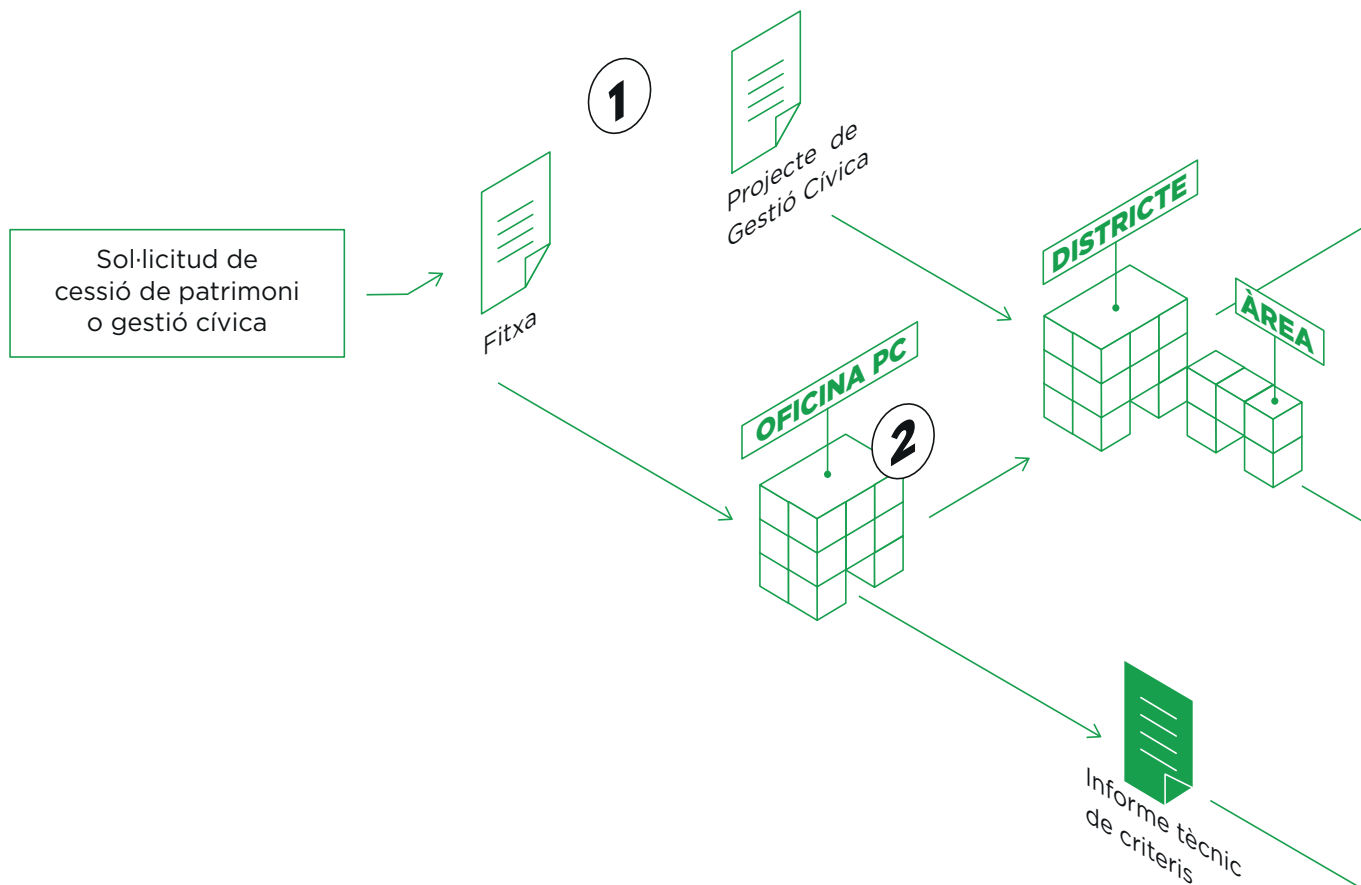 1
Projecte de
Gestió Cívica
DISTRICTE
Sol·licitud de
cessió de patrimoni
o gestió cívica
Fitxa
ÀREA
OFICINA PC
2
Informe tècnic
de criteris